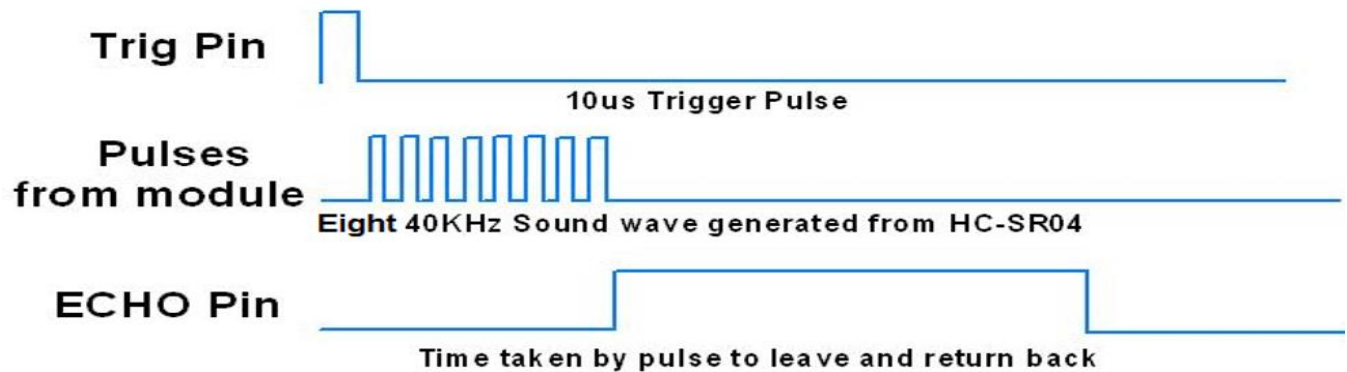 Trig Pin
10us Trigger Pulse
Pulses
from module
Eight 40KHz Sound wave generated from HC-SR04
ECHO Pin
Time taken by pulse to leave and return back